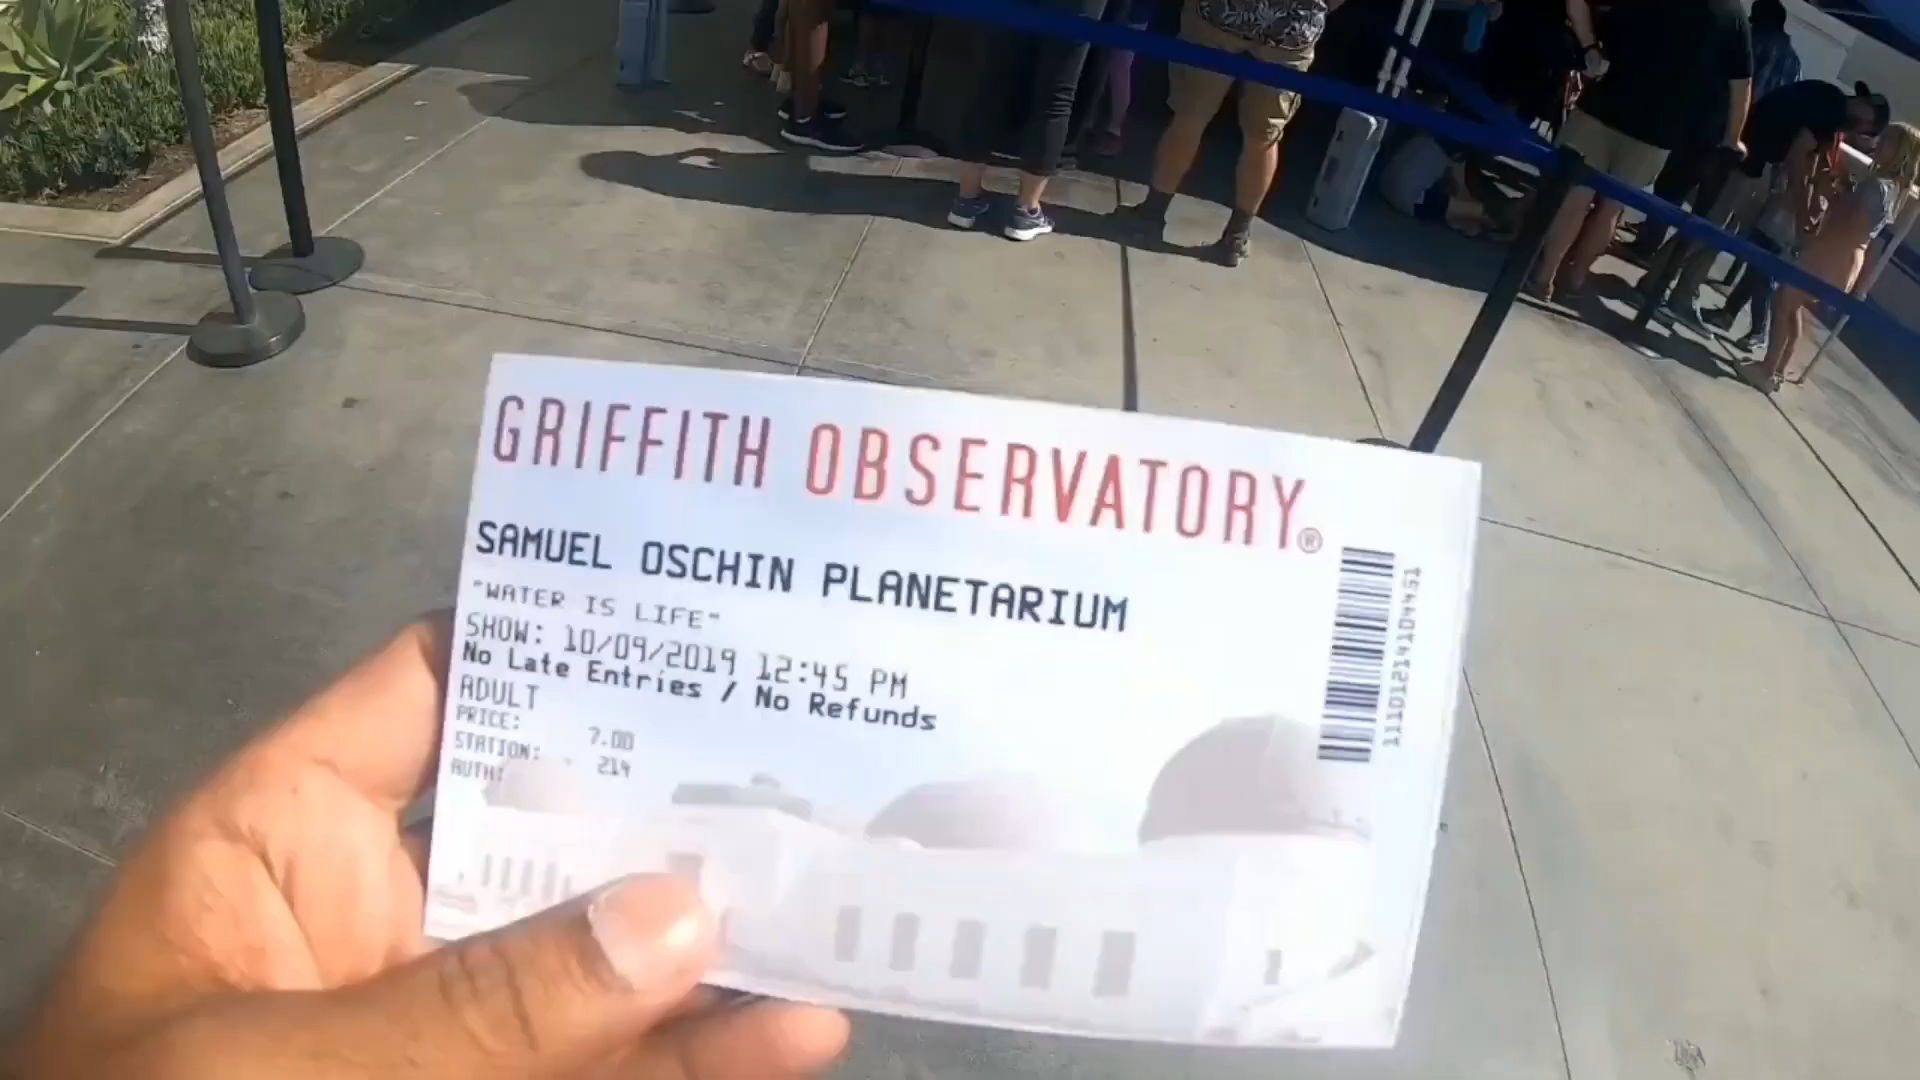 GRIFFITH OBSERVATORY®
SAMUEL OSCHIN PLANETARIUM
"WATER IS LIFE"
SHOW: 10/09/2019 12:45 PM
No Late Entries / No Refunds
ADULT
PRICE: 7.00
STATION: 214
AUTH: